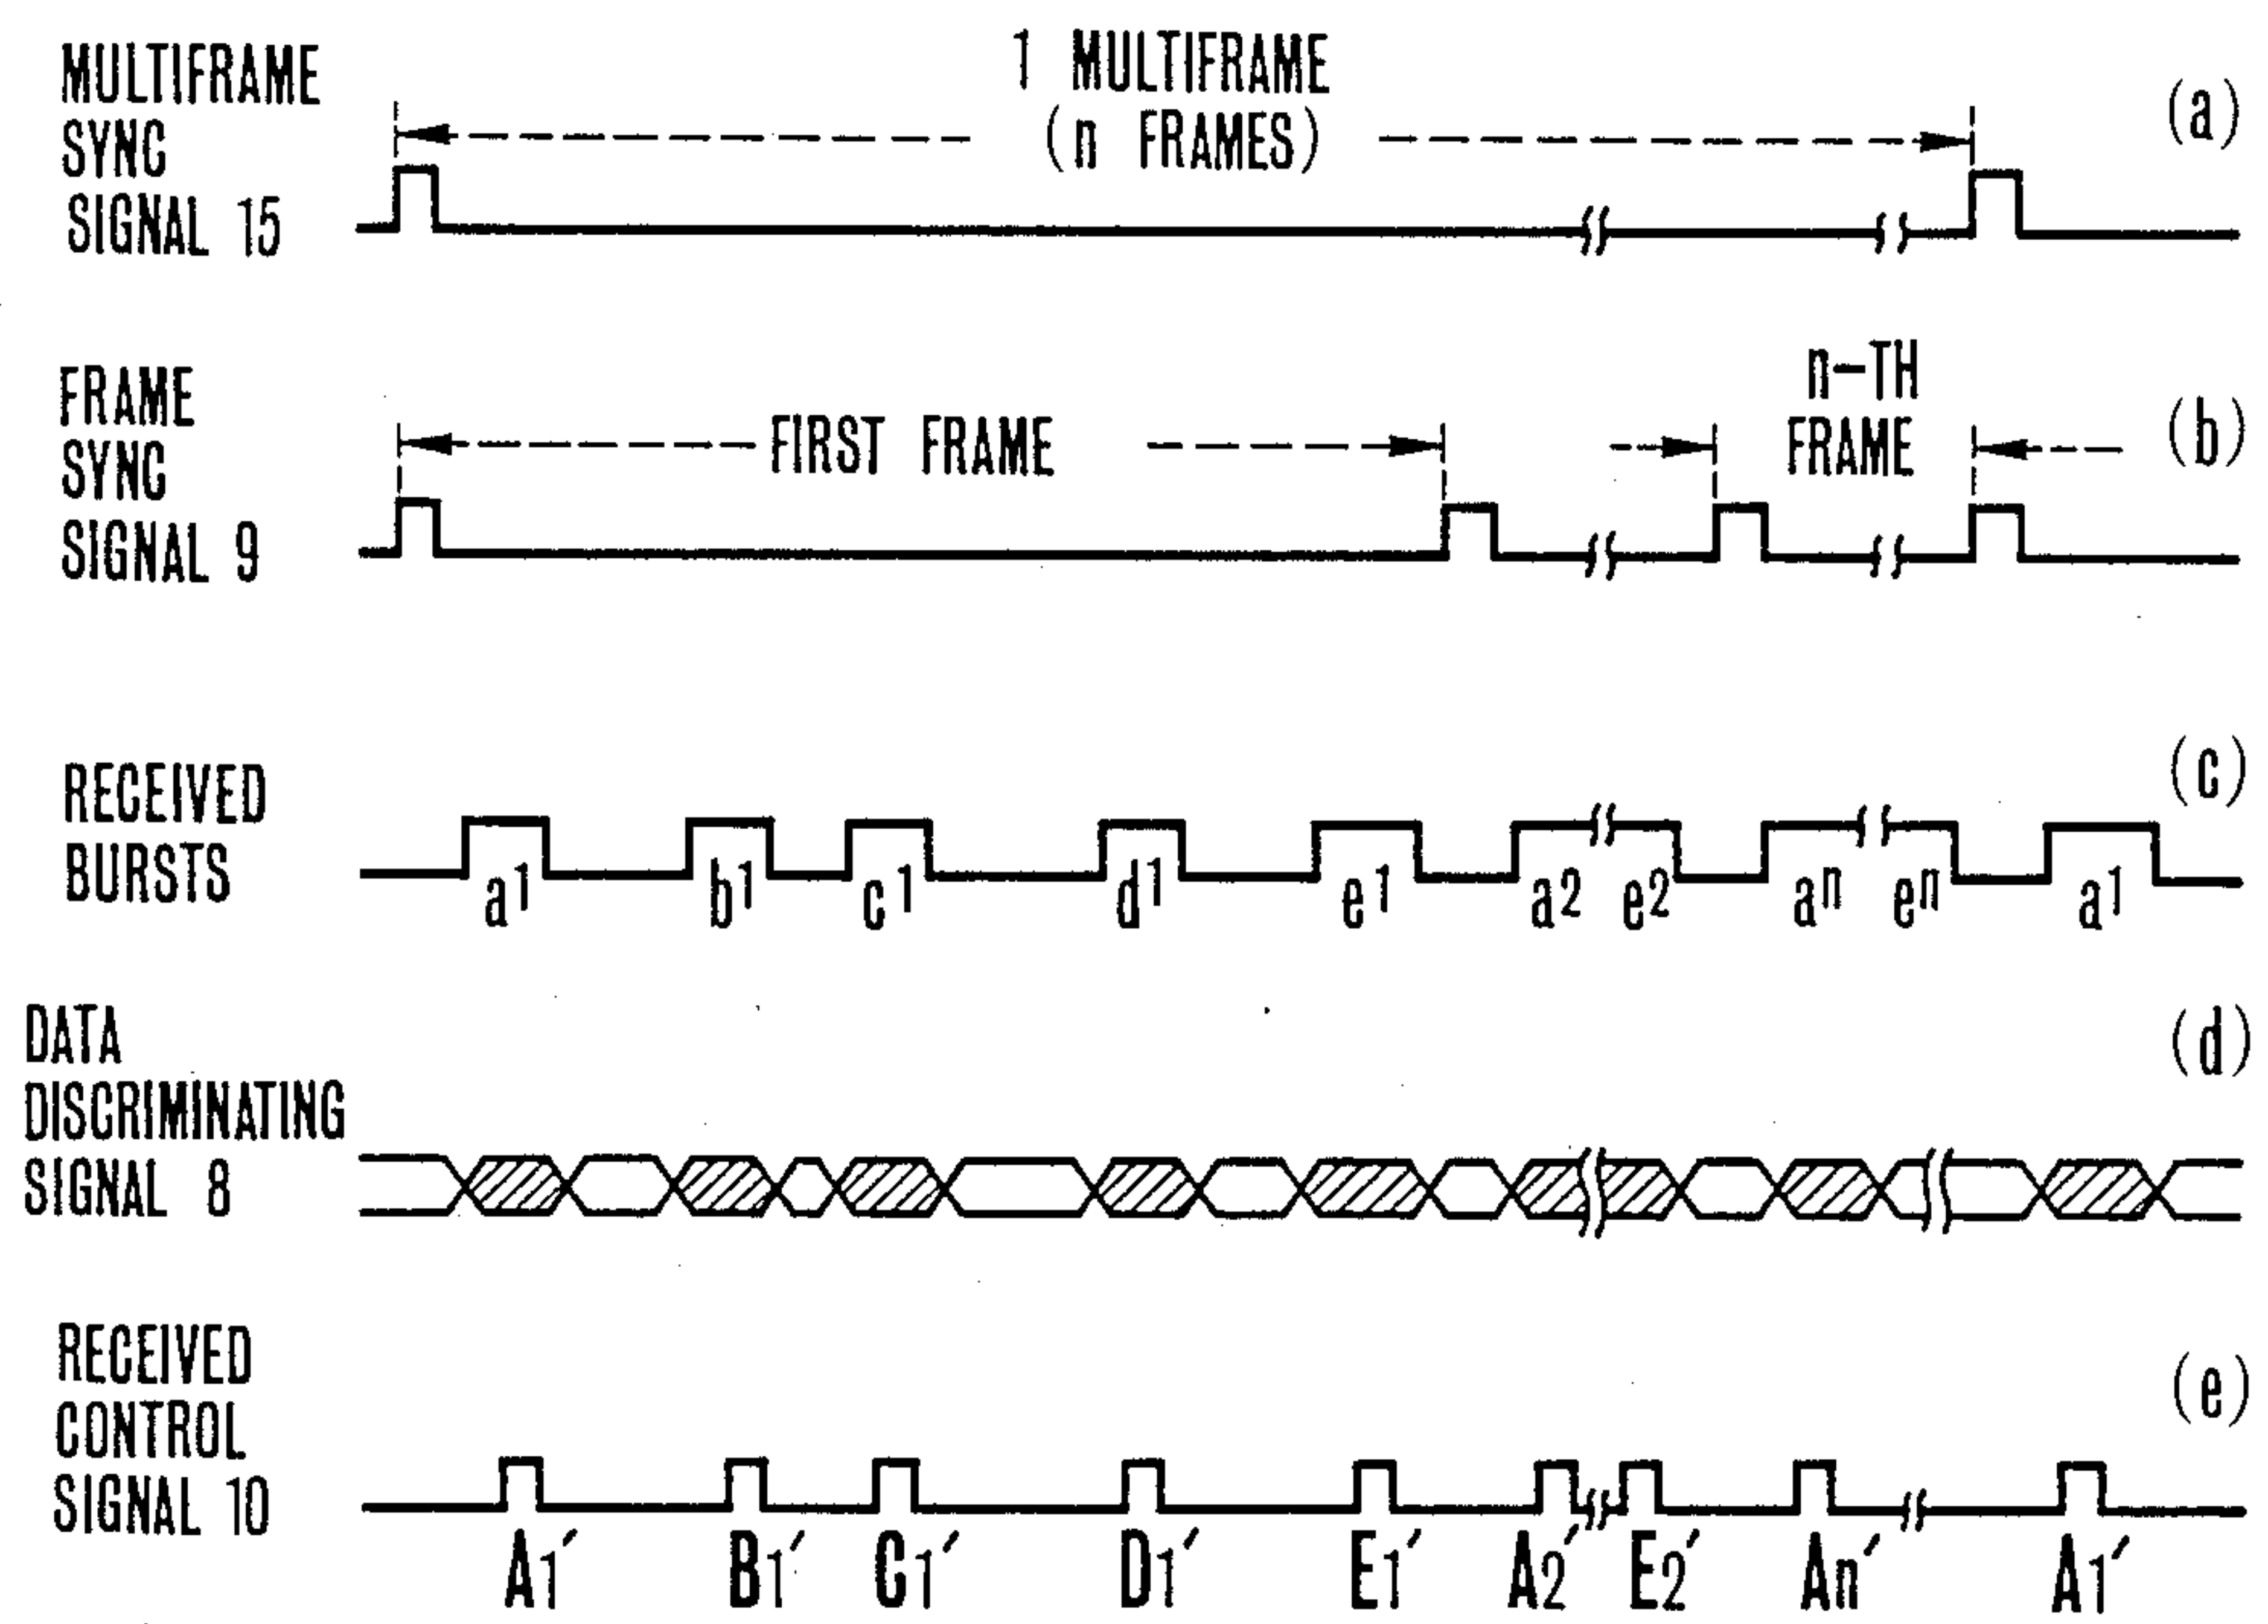 MULTIFRAME
SYNC
SIGNAL 15
1 MULTIFRAME
(n FRAMES)
(a)
FRAME
SYNC
SIGNAL 9
FIRST FRAME
n-TH
FRAME
(b)
RECEIVED
BURSTS
a1 b1 c1 d1 e1 a2 e2 an en a1
(c)
DATA
DISCRIMINATING
SIGNAL 8
(d)
RECEIVED
CONTROL
SIGNAL 10
(e)
A1′ B1′ C1′ D1′ E1′ A2′ E2′ An′ A1′